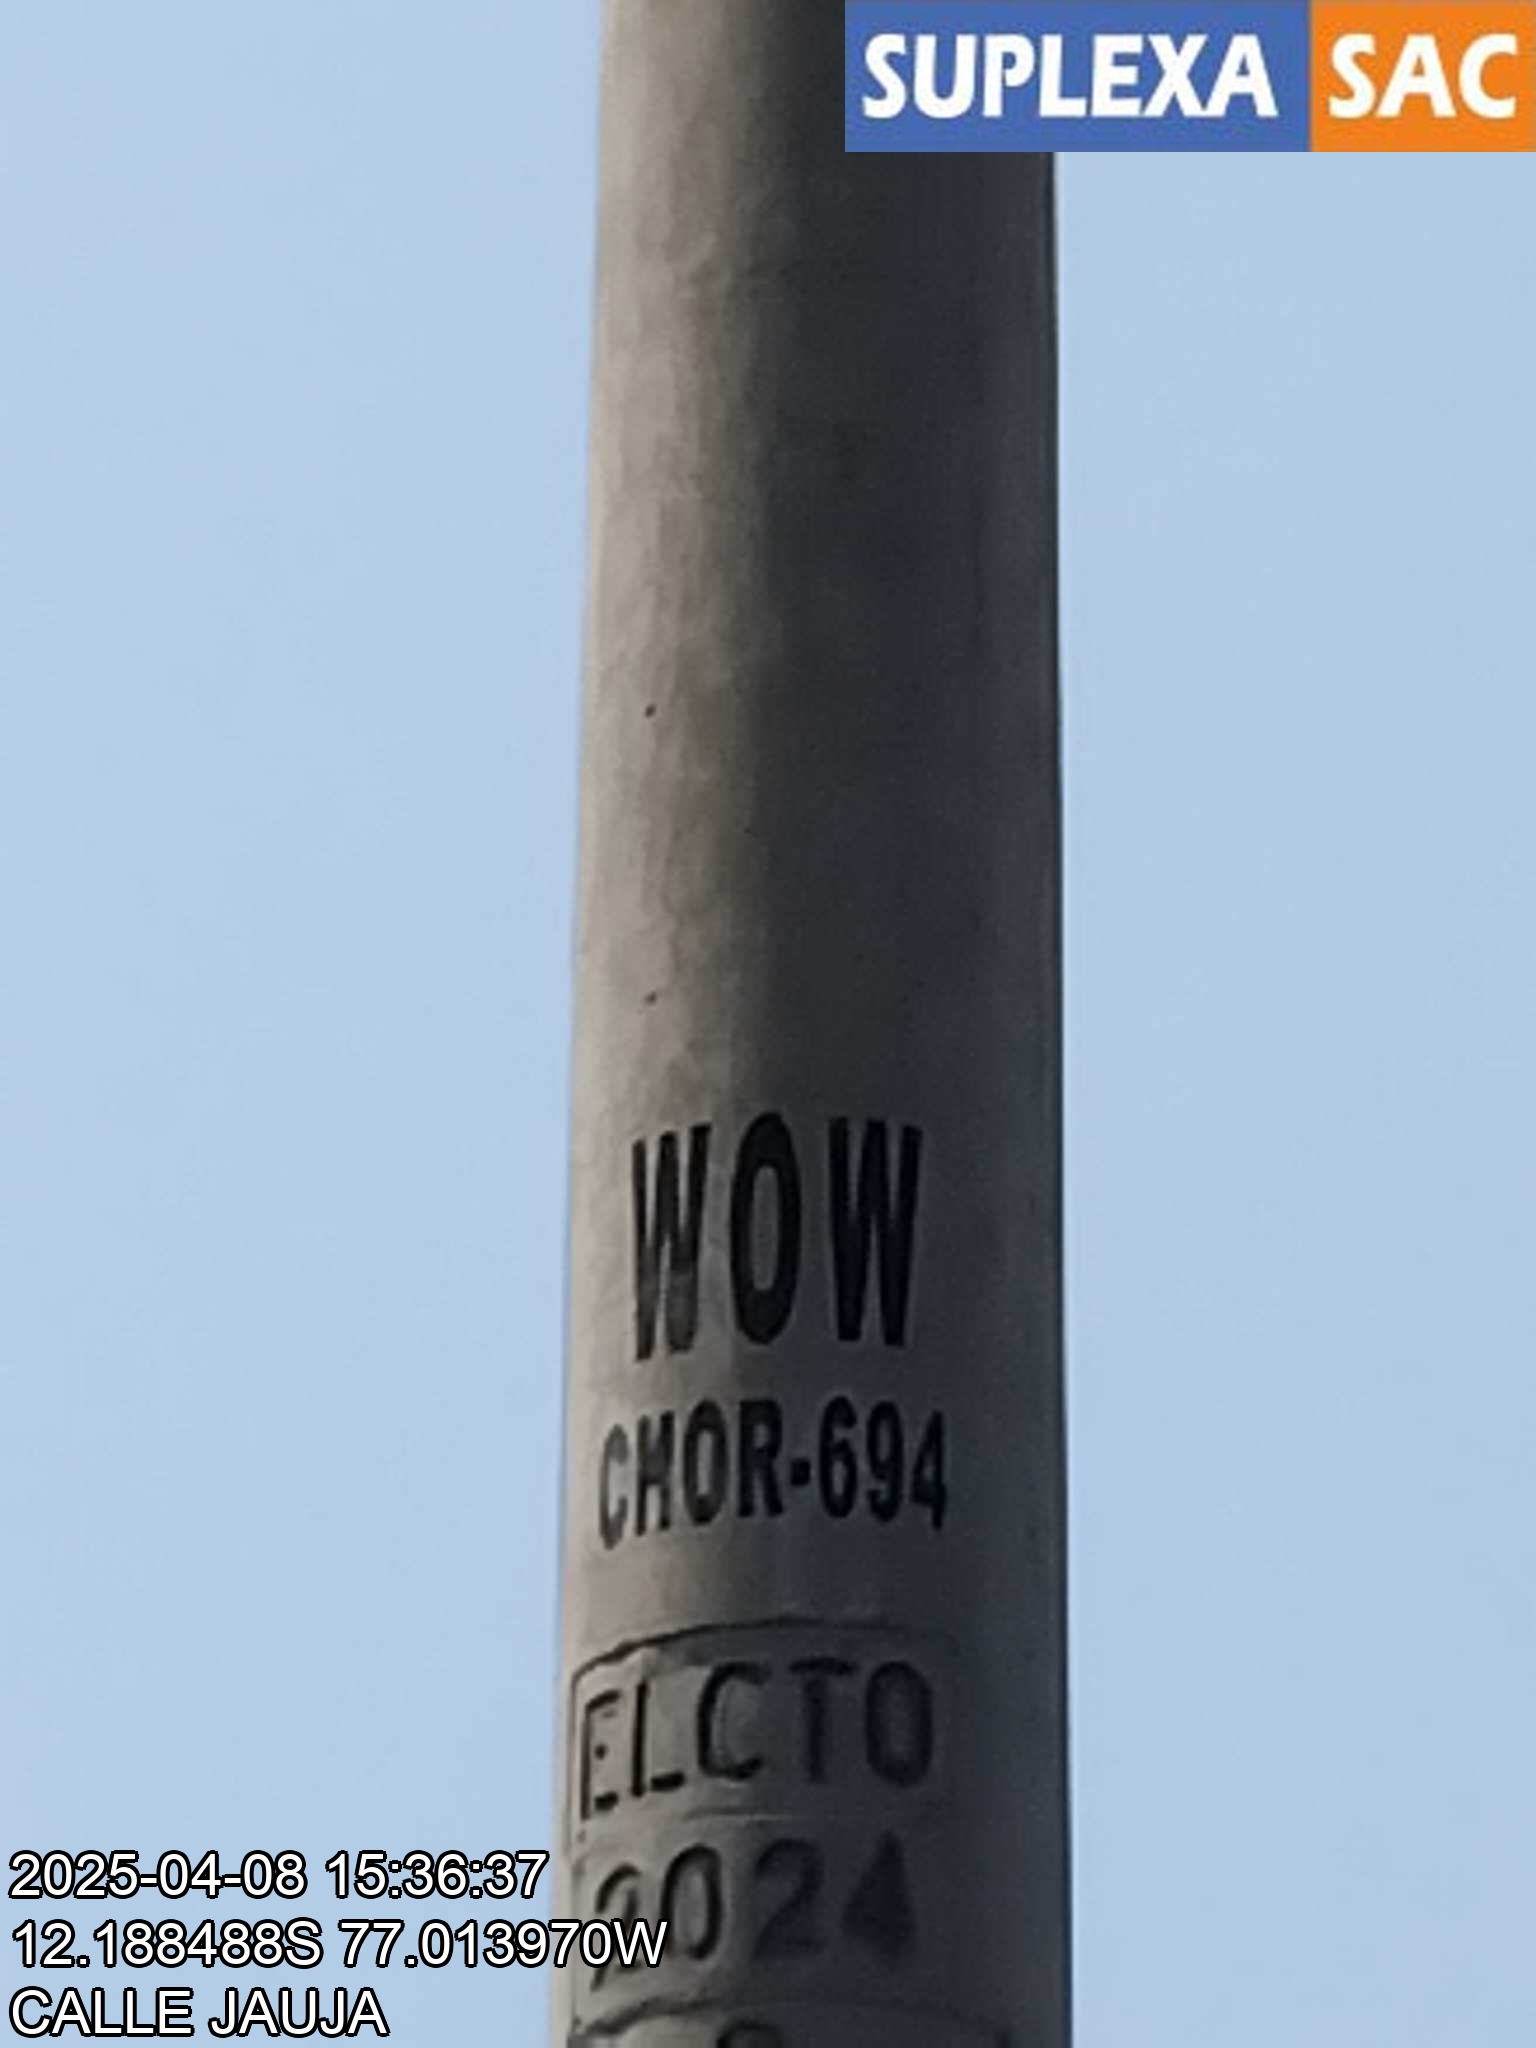 SUPLEXA SAC
WOW
CHOR-694
ELCTO
2024
2025-04-08 15:36:37
12.188488S 77.013970W
CALLE JAUJA